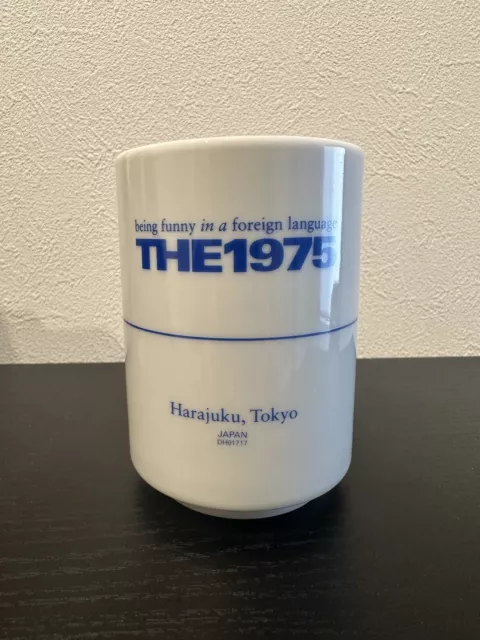 being funny in a foreign language
THE1975
Harajuku, Tokyo
JAPAN
DH01717